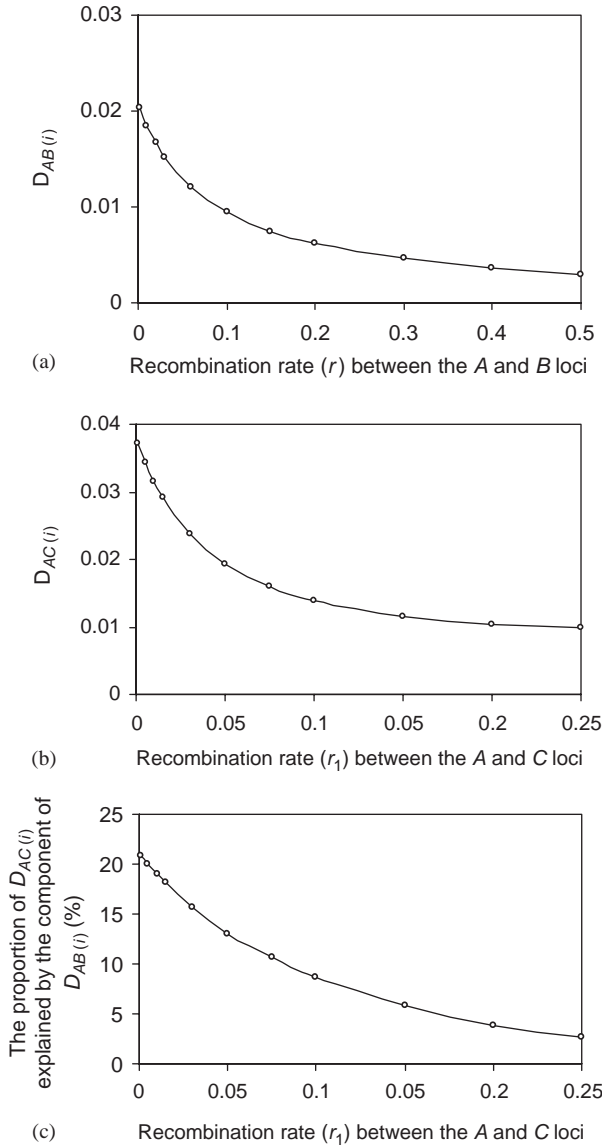 0.03
0.02
0.01
0
D_AB(i)
0 0.1 0.2 0.3 0.4 0.5
(a) Recombination rate (r) between the A and B loci
0.04
0.03
0.02
0.01
0
D_AC(i)
0 0.05 0.1 0.05 0.2 0.25
(b) Recombination rate (r₁) between the A and C loci
The proportion of D_AC(i)
explained by the component of
D_AB(i) (%)
25
20
15
10
5
0
0 0.05 0.1 0.05 0.2 0.25
(c) Recombination rate (r₁) between the A and C loci